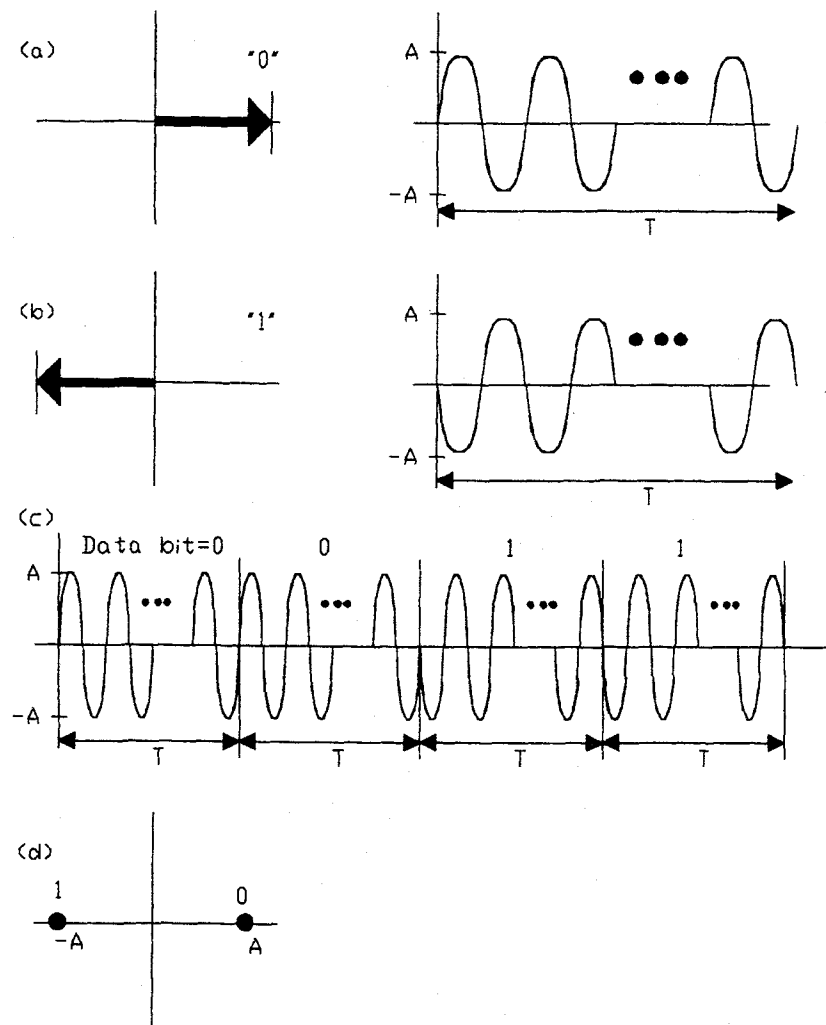 (a)
"0"
A
-A
T
(b)
"1"
A
-A
T
(c)
Data bit=0 0 1 1
A
-A
T T T T
(d)
1 0
-A A